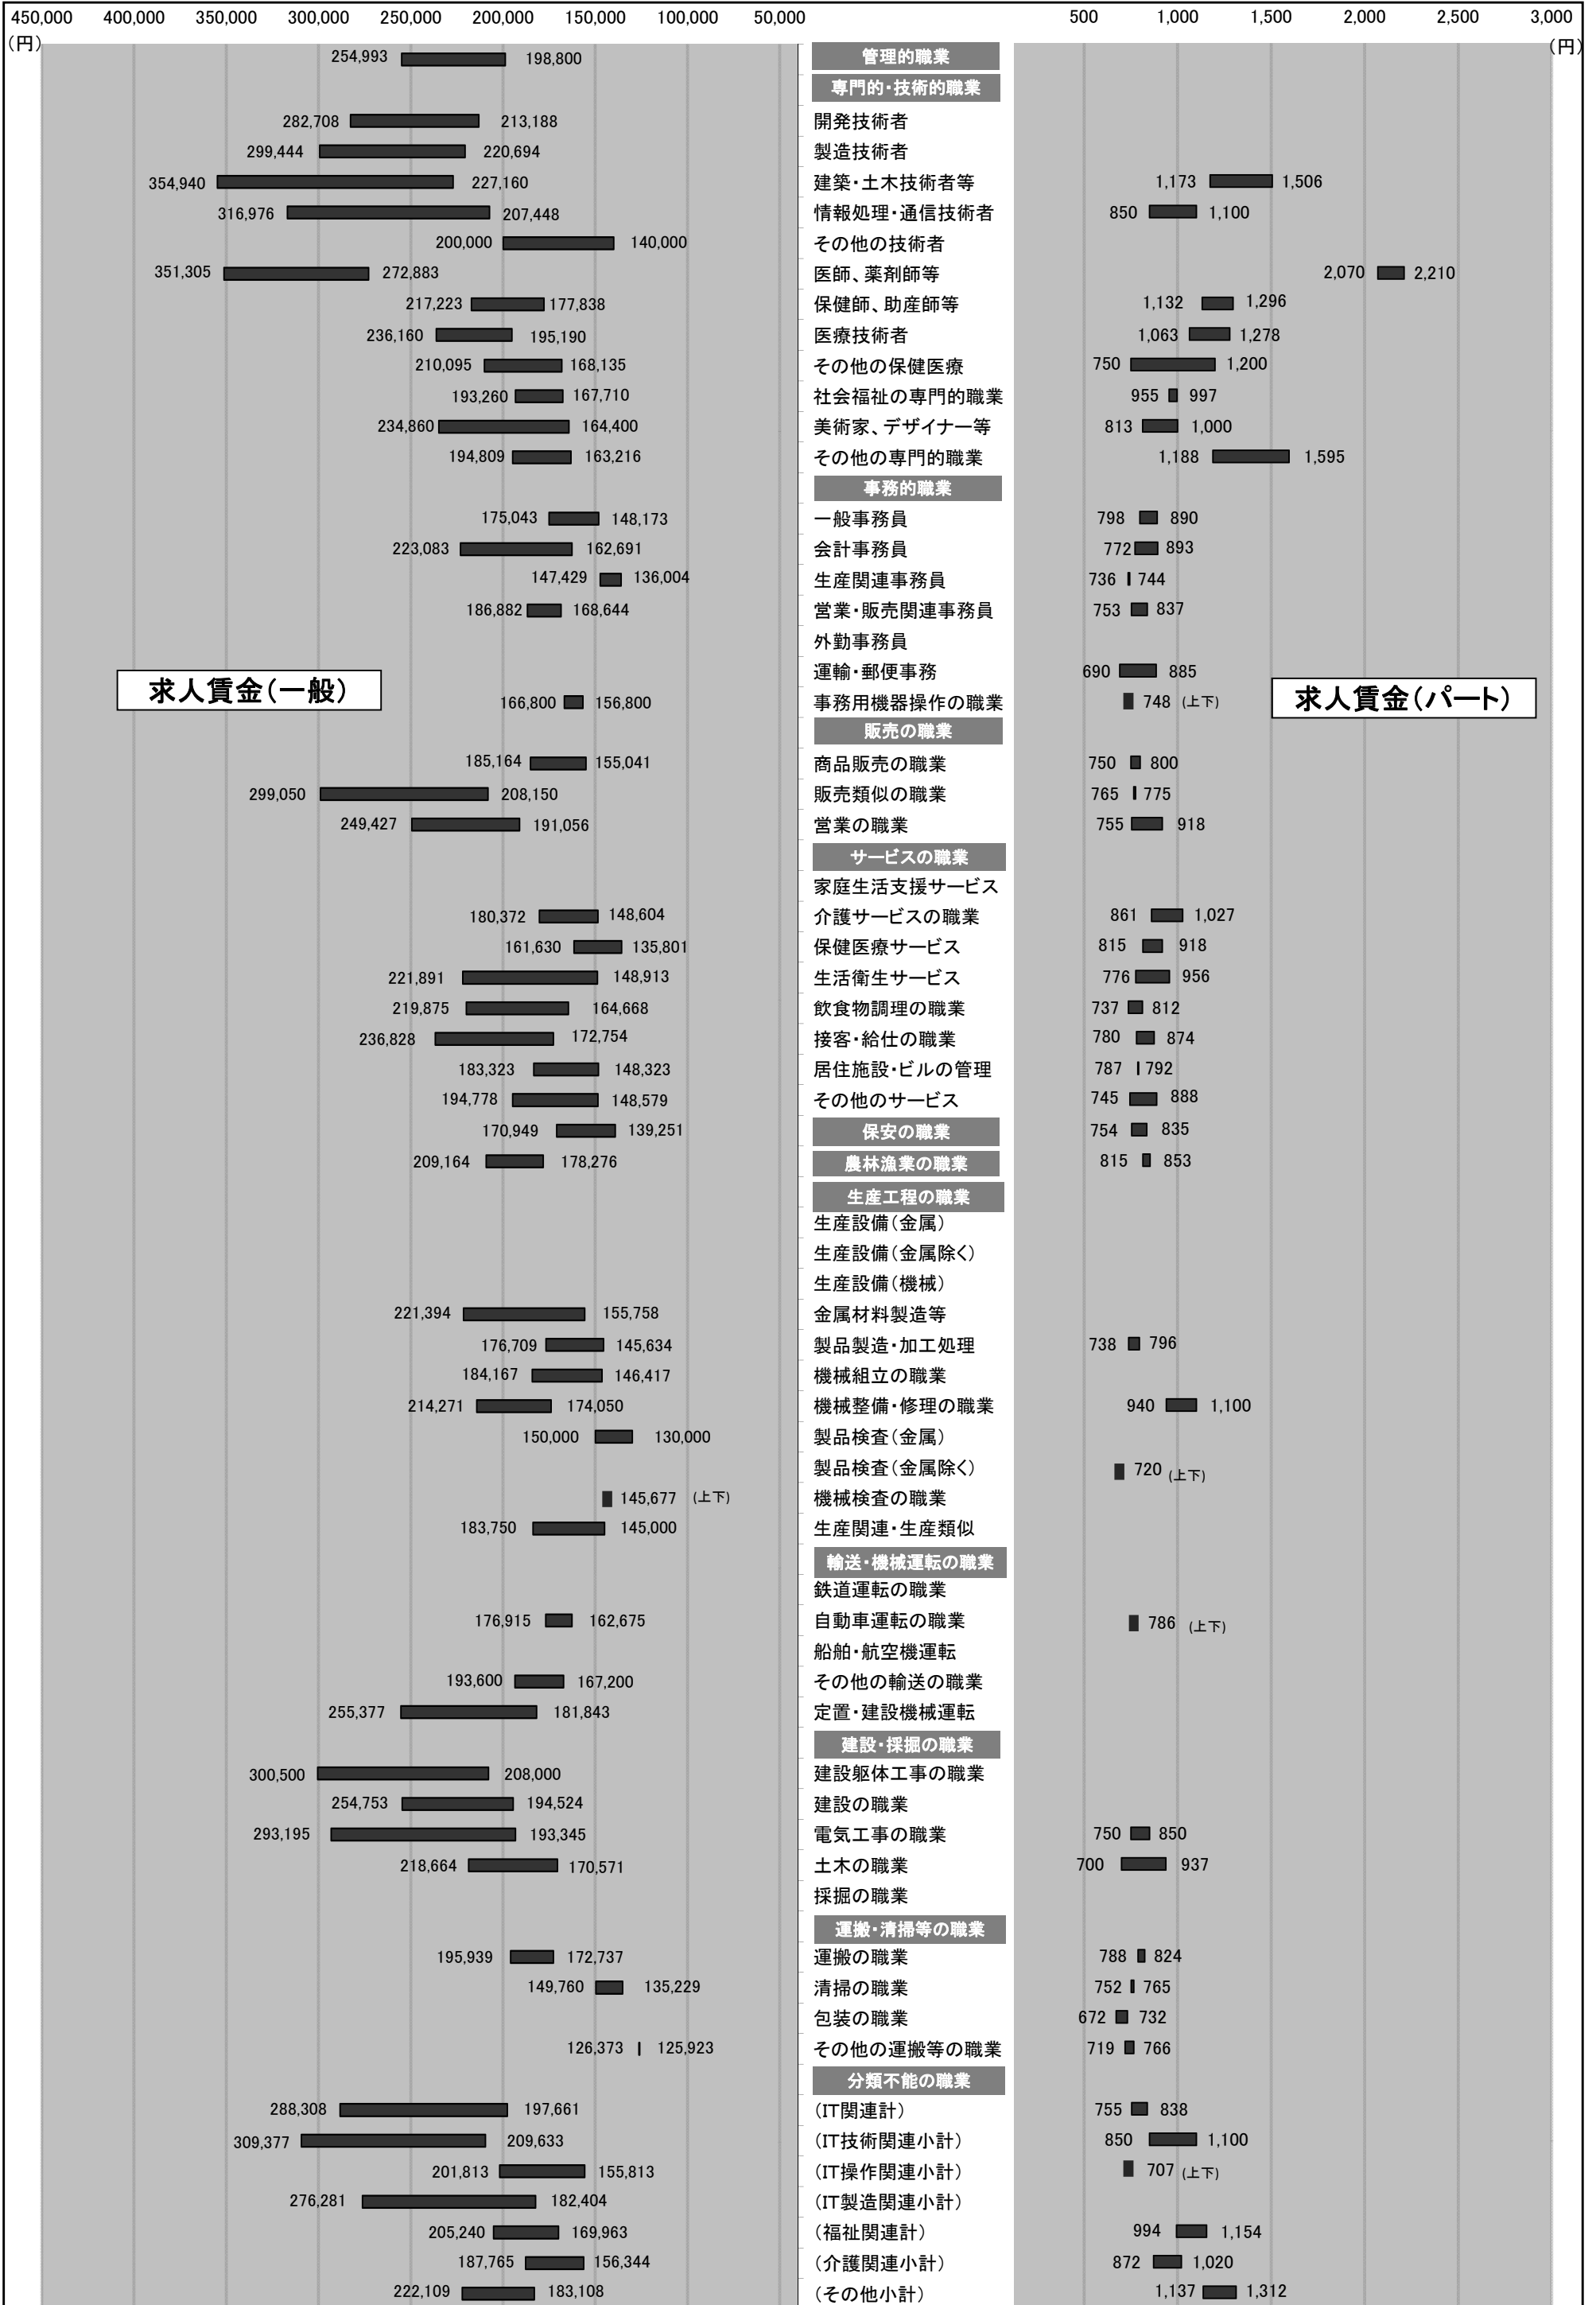 450,000 400,000 350,000 300,000 250,000 200,000 150,000 100,000 50,000 500 1,000 1,500 2,000 2,500 3,000
(円) (円)
254,993 198,800 管理的職業
専門的・技術的職業
282,708 213,188 開発技術者
299,444 220,694 製造技術者
354,940 227,160 建築・土木技術者等 1,173 1,506
316,976 207,448 情報処理・通信技術者 850 1,100
200,000 140,000 その他の技術者
351,305 272,883 医師、薬剤師等 2,070 2,210
217,223 177,838 保健師、助産師等 1,132 1,296
236,160 195,190 医療技術者 1,063 1,278
210,095 168,135 その他の保健医療 750 1,200
193,260 167,710 社会福祉の専門的職業 955 997
234,860 164,400 美術家、デザイナー等 813 1,000
194,809 163,216 その他の専門的職業 1,188 1,595
事務的職業
175,043 148,173 一般事務員 798 890
223,083 162,691 会計事務員 772 893
147,429 136,004 生産関連事務員 736 744
186,882 168,644 営業・販売関連事務員 753 837
外勤事務員
運輸・郵便事務 690 885
求人賃金(一般) 求人賃金(パート)
166,800 156,800 事務用機器操作の職業 748 (上下)
販売の職業
185,164 155,041 商品販売の職業 750 800
299,050 208,150 販売類似の職業 765 775
249,427 191,056 営業の職業 755 918
サービスの職業
家庭生活支援サービス
180,372 148,604 介護サービスの職業 861 1,027
161,630 135,801 保健医療サービス 815 918
221,891 148,913 生活衛生サービス 776 956
219,875 164,668 飲食物調理の職業 737 812
236,828 172,754 接客・給仕の職業 780 874
183,323 148,323 居住施設・ビルの管理 787 792
194,778 148,579 その他のサービス 745 888
170,949 139,251 保安の職業 754 835
209,164 178,276 農林漁業の職業 815 853
生産工程の職業
生産設備(金属)
生産設備(金属除く)
生産設備(機械)
221,394 155,758 金属材料製造等
176,709 145,634 製品製造・加工処理 738 796
184,167 146,417 機械組立の職業
214,271 174,050 機械整備・修理の職業 940 1,100
150,000 130,000 製品検査(金属)
製品検査(金属除く) 720 (上下)
145,677 (上下) 機械検査の職業
183,750 145,000 生産関連・生産類似
輸送・機械運転の職業
鉄道運転の職業
176,915 162,675 自動車運転の職業 786 (上下)
船舶・航空機運転
193,600 167,200 その他の輸送の職業
255,377 181,843 定置・建設機械運転
建設・採掘の職業
300,500 208,000 建設躯体工事の職業
254,753 194,524 建設の職業
293,195 193,345 電気工事の職業 750 850
218,664 170,571 土木の職業 700 937
採掘の職業
運搬・清掃等の職業
195,939 172,737 運搬の職業 788 824
149,760 135,229 清掃の職業 752 765
包装の職業 672 732
126,373 125,923 その他の運搬等の職業 719 766
分類不能の職業
288,308 197,661 (IT関連計) 755 838
309,377 209,633 (IT技術関連小計) 850 1,100
201,813 155,813 (IT操作関連小計) 707 (上下)
276,281 182,404 (IT製造関連小計)
205,240 169,963 (福祉関連計) 994 1,154
187,765 156,344 (介護関連小計) 872 1,020
222,109 183,108 (その他小計) 1,137 1,312